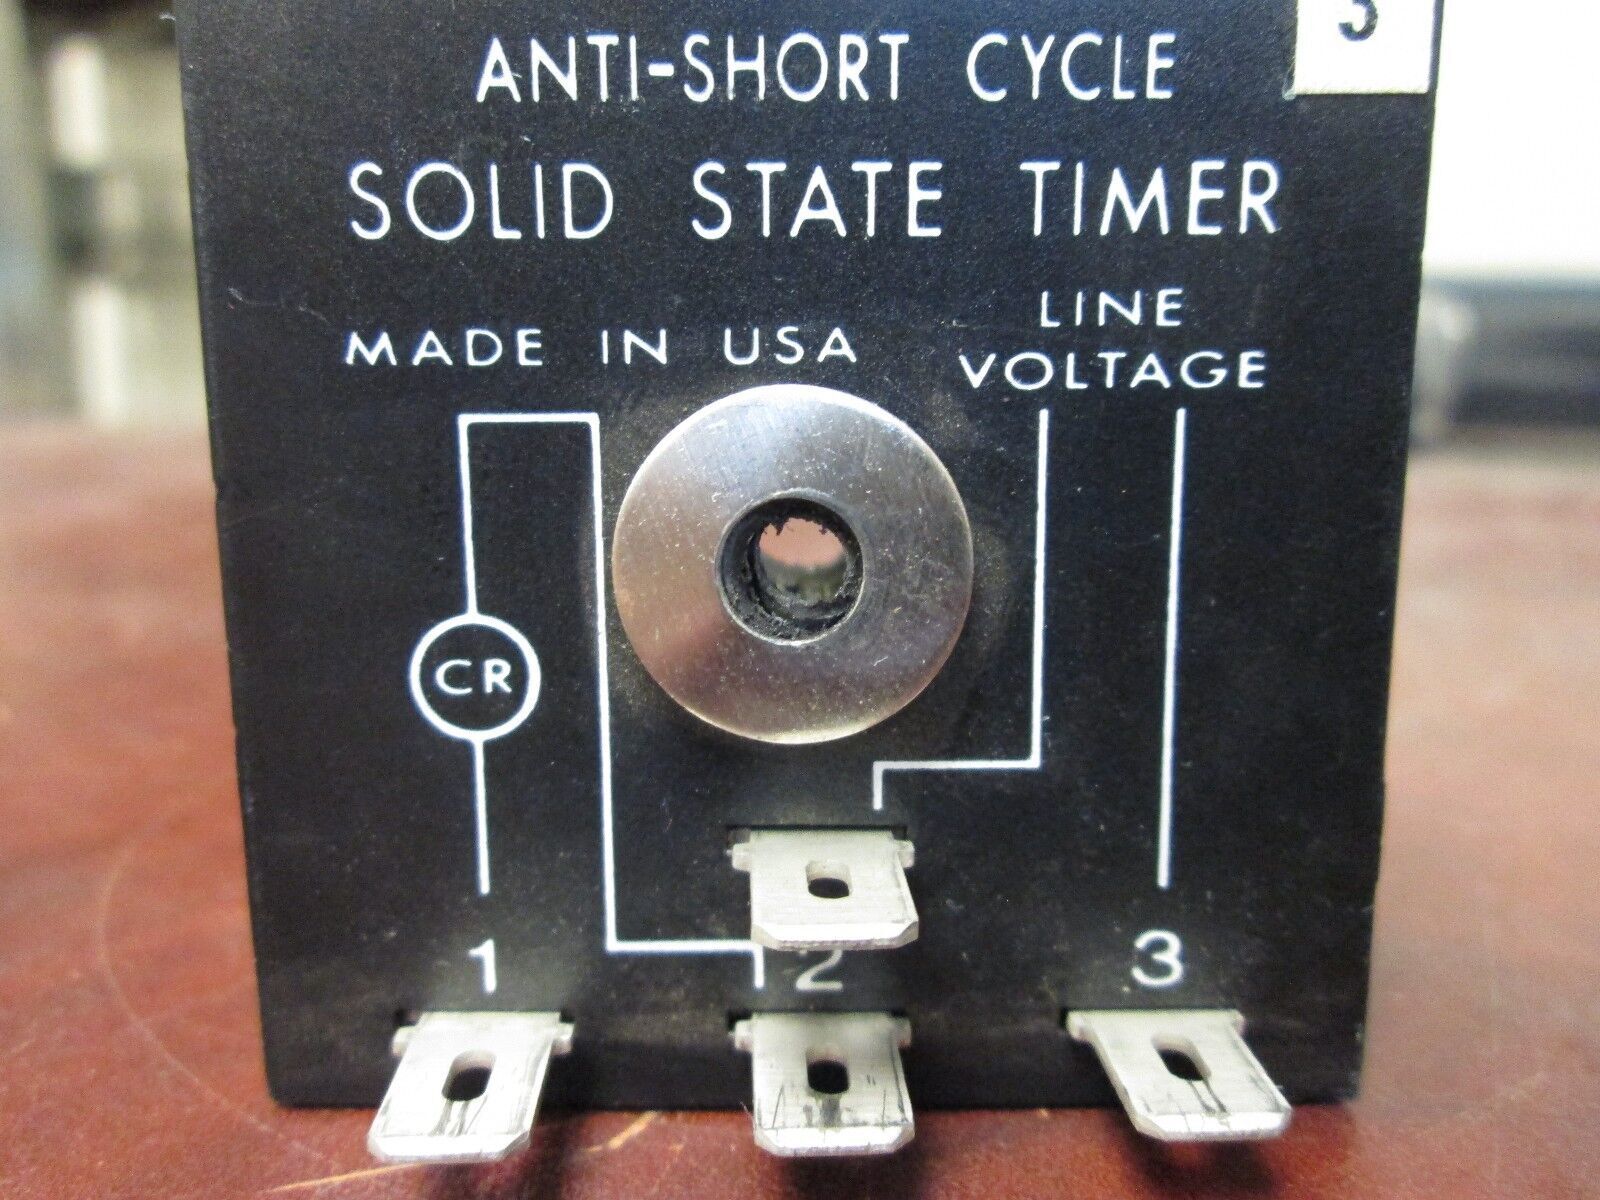 ANTI-SHORT CYCLE
SOLID STATE TIMER
MADE IN USA
LINE
VOLTAGE
CR
1
2
3